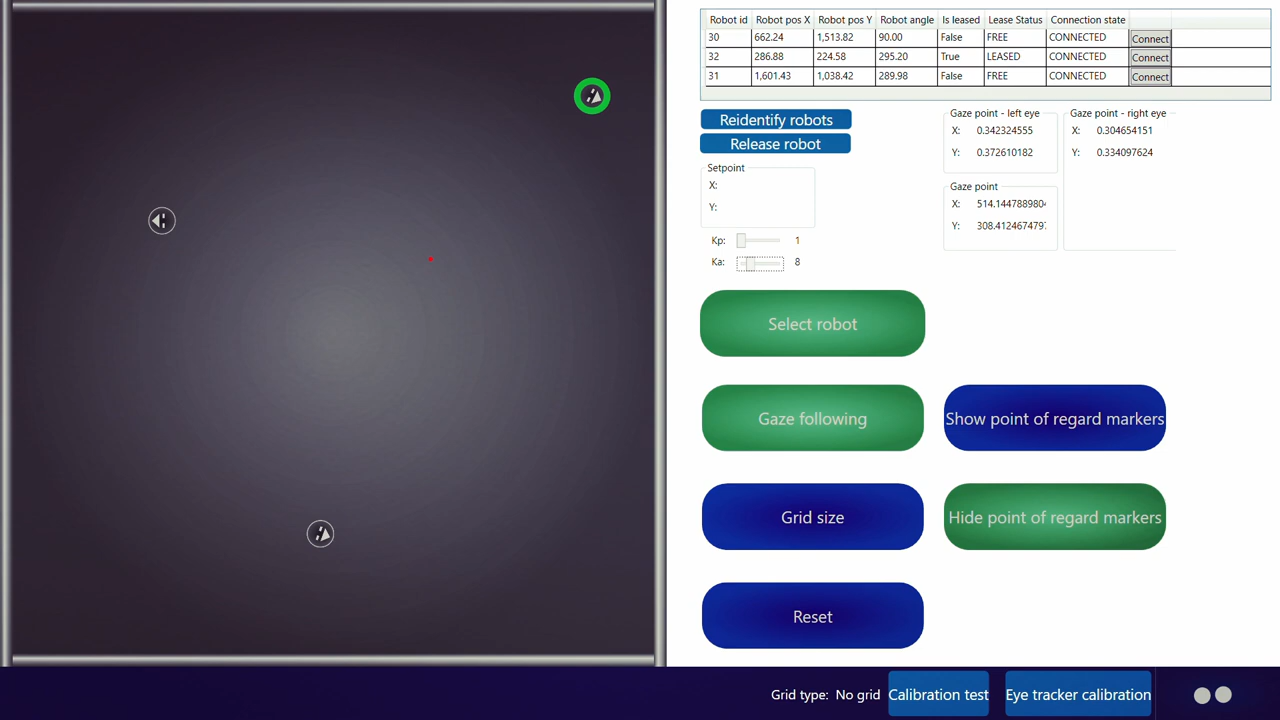 Robot id Robot pos X Robot pos Y Robot angle Is leased Lease Status Connection state
30 662.24 1,513.82 90.00 False FREE CONNECTED Connect
32 286.88 224.58 295.20 True LEASED CONNECTED Connect
31 1,601.43 1,038.42 289.98 False FREE CONNECTED Connect
Reidentify robots
Release robot
Setpoint
X:
Y:
Kp: 1
Ka: 8
Gaze point - left eye
X: 0.342324555
Y: 0.372610182
Gaze point - right eye
X: 0.304654151
Y: 0.334097624
Gaze point
X: 514.1447889804
Y: 308.412467479
Select robot
Gaze following
Show point of regard markers
Grid size
Hide point of regard markers
Reset
Grid type: No grid
Calibration test
Eye tracker calibration